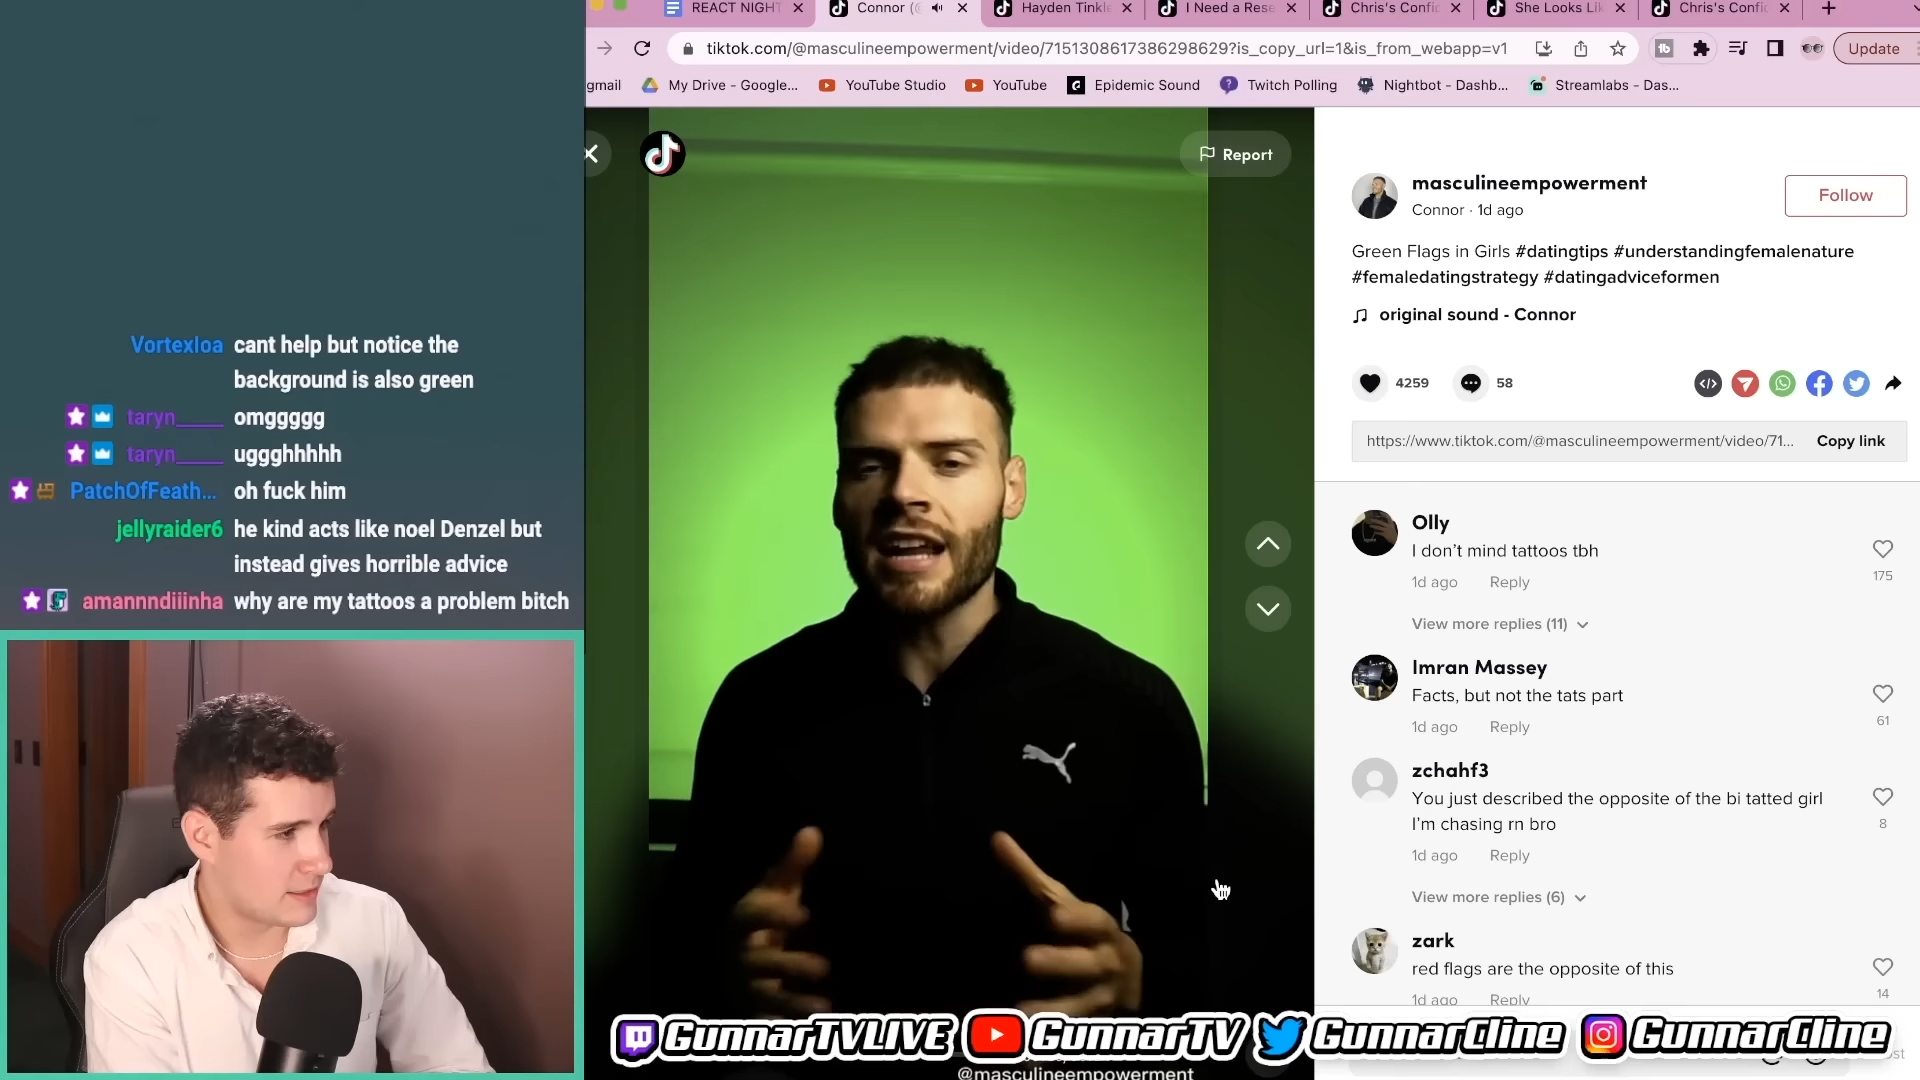 REACT NIGHT
Connor (
Hayden Tinkl
I Need a Rese
Chris's Confi
She Looks Lik
Chris's Confi
tiktok.com/@masculineempowerment/video/7151308617386298629?is_copy_url=1&is_from_webapp=v1
Update
gmail
My Drive - Google...
YouTube Studio
YouTube
Epidemic Sound
Twitch Polling
Nightbot - Dashb...
Streamlabs - Das...
Report
masculineempowerment
Connor · 1d ago
Follow
Green Flags in Girls #datingtips #understandingfemalenature
#femaledatingstrategy #datingadviceformen
original sound - Connor
4259
58
https://www.tiktok.com/@masculineempowerment/video/71...
Copy link
Olly
I don't mind tattoos tbh
175
1d ago Reply
View more replies (11)
Imran Massey
Facts, but not the tats part
61
1d ago Reply
zchahf3
You just described the opposite of the bi tatted girl
I'm chasing rn bro
8
1d ago Reply
View more replies (6)
zark
red flags are the opposite of this
14
1d ago Reply
Vortexloa cant help but notice the
background is also green
taryn_____ omggggg
taryn_____ uggghhhhh
PatchOfFeath... oh fuck him
jellyraider6 he kind acts like noel Denzel but
instead gives horrible advice
amannndiiinha why are my tattoos a problem bitch
GunnarTVLIVE
GunnarTV
GunnarCline
GunnarCline
@masculineempowerment